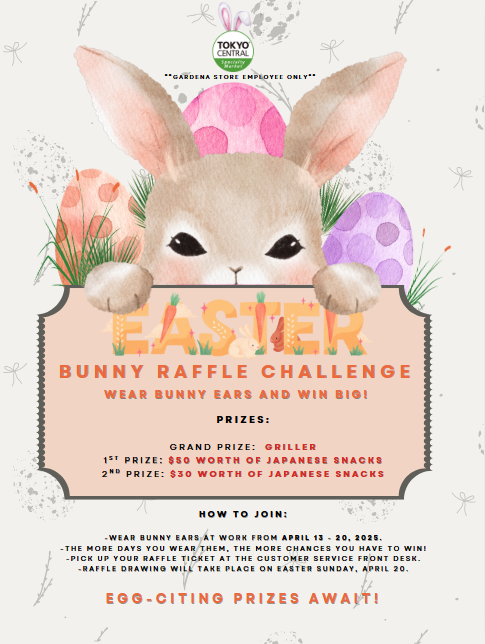 TOKYO
CENTRAL
Specialty
Market
**GARDENA STORE EMPLOYEE ONLY**
EASTER
BUNNY RAFFLE CHALLENGE
WEAR BUNNY EARS AND WIN BIG!
PRIZES:
GRAND PRIZE: GRILLER
1ST PRIZE: $50 WORTH OF JAPANESE SNACKS
2ND PRIZE: $30 WORTH OF JAPANESE SNACKS
HOW TO JOIN:
-WEAR BUNNY EARS AT WORK FROM APRIL 13 - 20, 2025.
-THE MORE DAYS YOU WEAR THEM, THE MORE CHANCES YOU HAVE TO WIN!
-PICK UP YOUR RAFFLE TICKET AT THE CUSTOMER SERVICE FRONT DESK.
-RAFFLE DRAWING WILL TAKE PLACE ON EASTER SUNDAY, APRIL 20.
EGG-CITING PRIZES AWAIT!